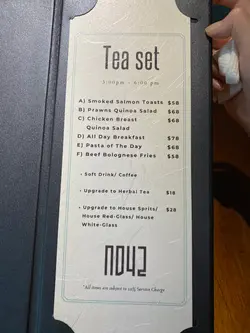 Tea set
3:00pm - 6:00 pm
A) Smoked Salmon Toasts $58
B) Prawns Quinoa Salad $68
C) Chicken Breast $68
Quinoa Salad
D) All Day Breakfast $78
E) Pasta of The Day $68
F) Beef Bolognese Fries $58
• Soft Drink/ Coffee
• Upgrade to Herbal Tea $18
• Upgrade to House Sprits/ $28
House Red-Glass/ House
White-Glass
NO42
*All items are subject to 10% Service Charge